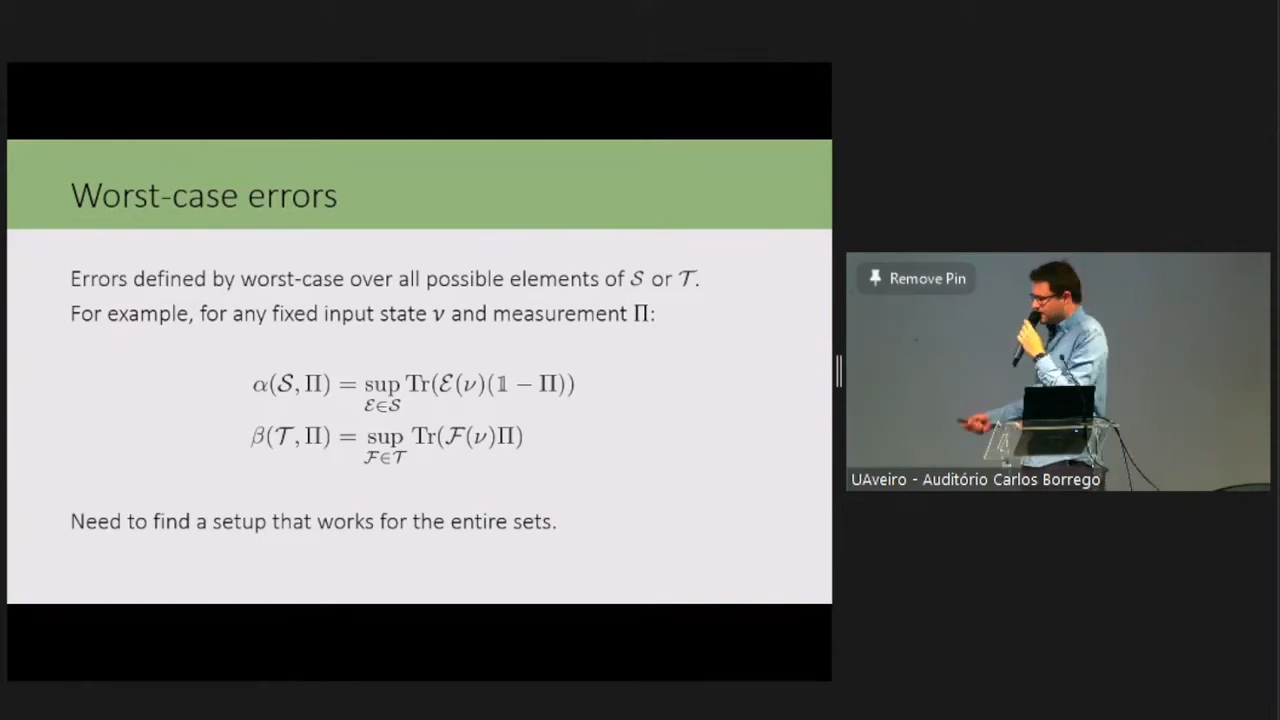 Worst-case errors
Errors defined by worst-case over all possible elements of 𝒮 or 𝒯.
For example, for any fixed input state ν and measurement Π:
α(𝒮, Π) = sup Tr(ℰ(ν)(𝟙 − Π))
ℰ∈𝒮
β(𝒯, Π) = sup Tr(ℱ(ν)Π)
ℱ∈𝒯
Need to find a setup that works for the entire sets.
Remove Pin
UAveiro - Auditório Carlos Borrego